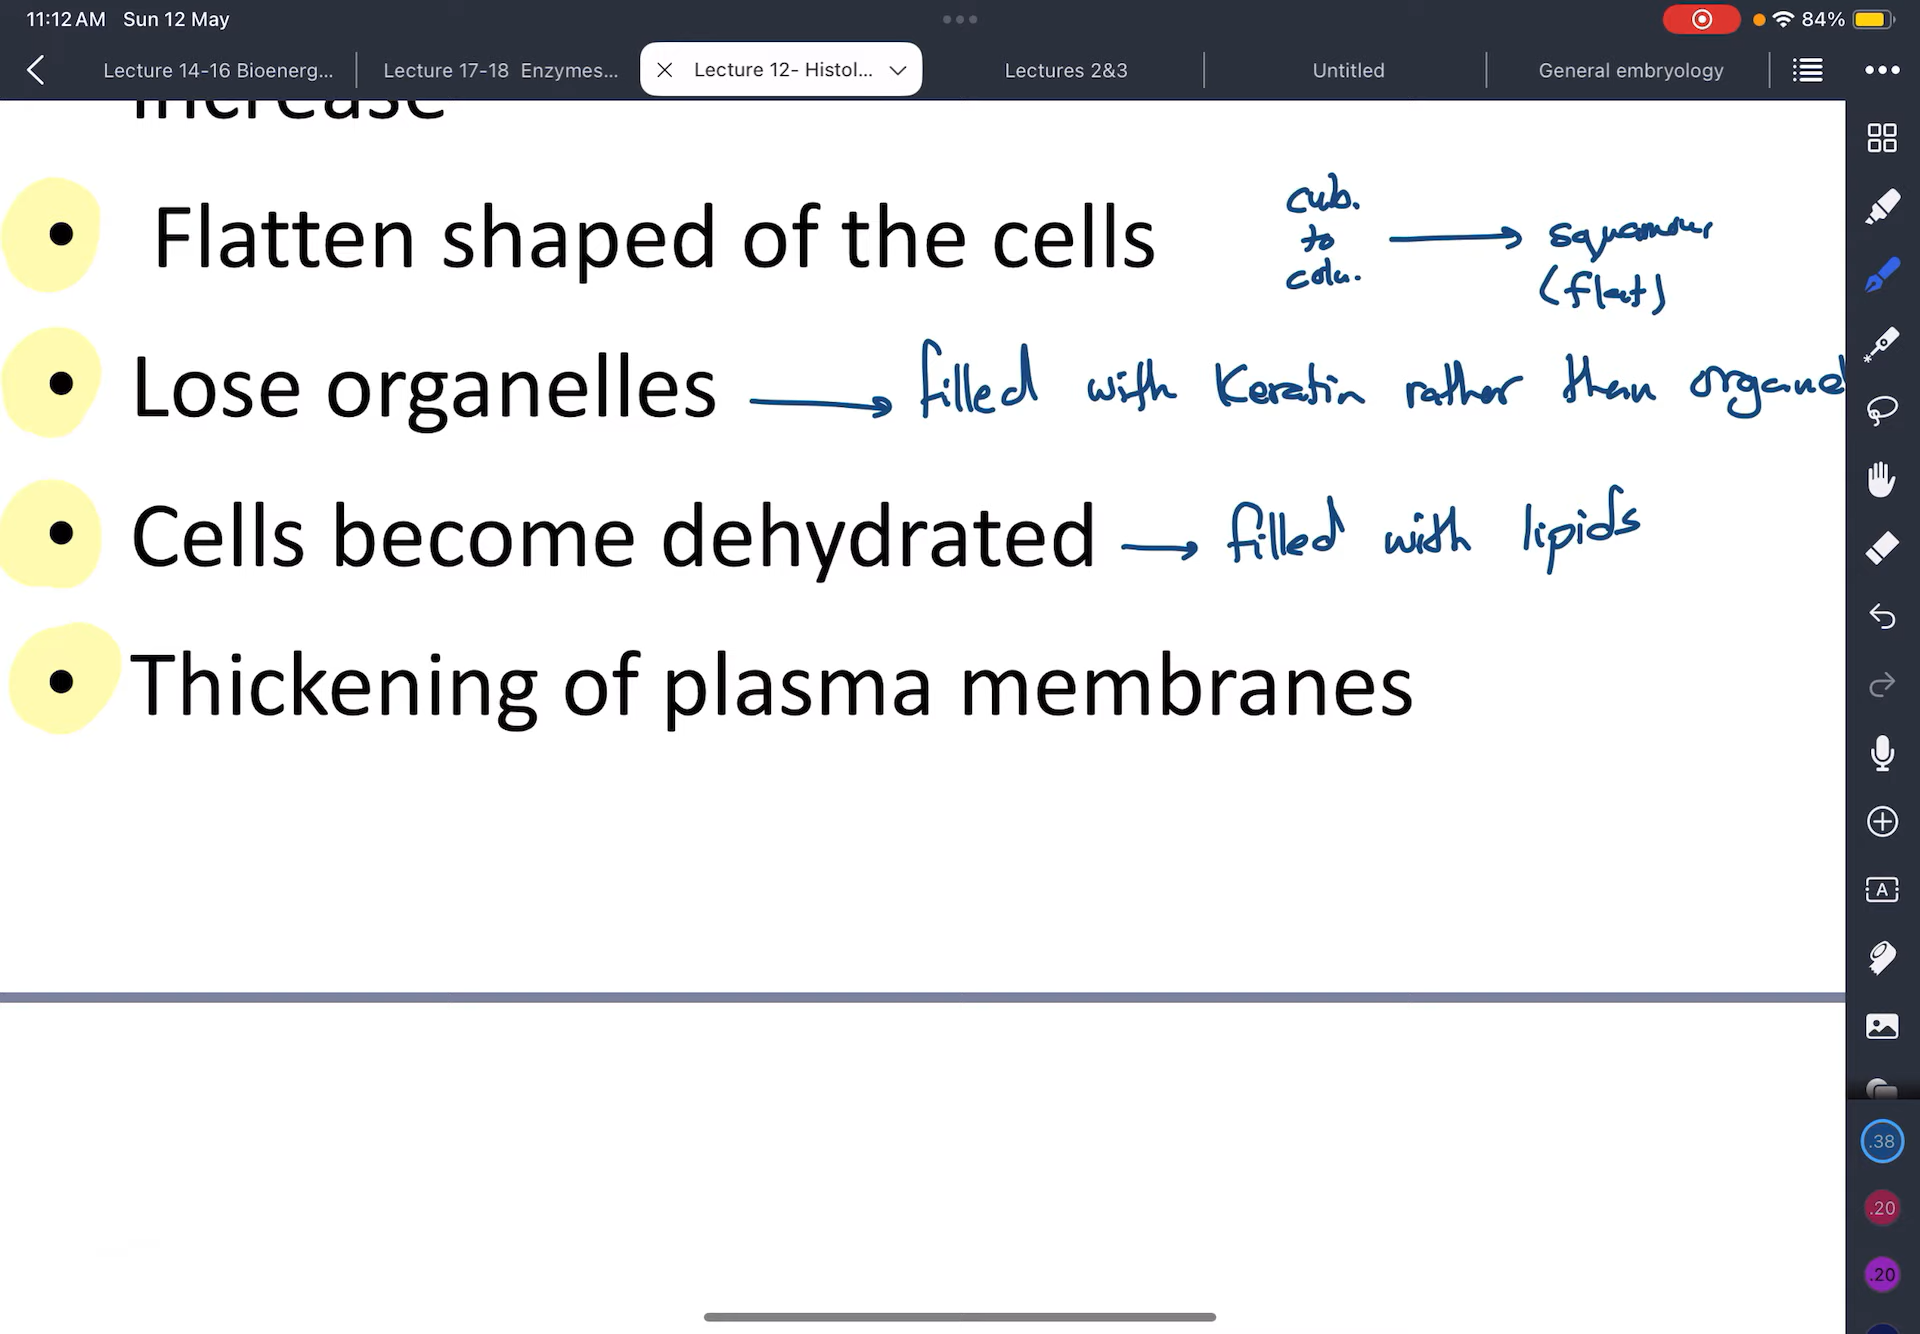 11:12 AM Sun 12 May
84%
Lecture 14-16 Bioenerg...
Lecture 17-18 Enzymes...
Lecture 12- Histol...
Lectures 2&3
Untitled
General embryology
increase
• Flatten shaped of the cells
cub.
to
colu.
squamous
(flat)
• Lose organelles → filled with Keratin rather than organel
• Cells become dehydrated → filled with lipids
• Thickening of plasma membranes
A
.38
.20
.20